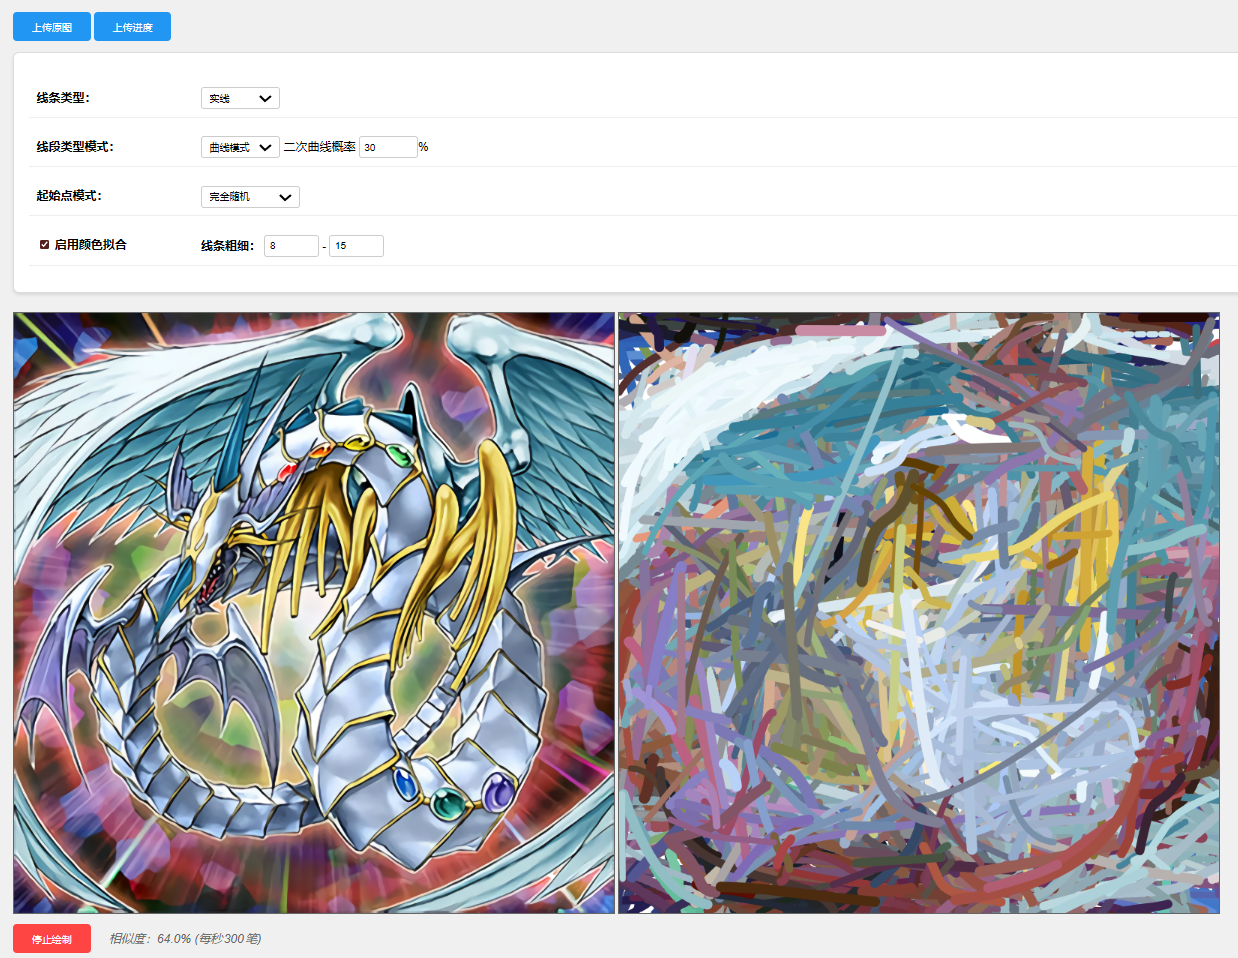 上传原图 上传进度
线条类型： 实线
线段类型模式： 曲线模式 二次曲线概率 30 %
起始点模式： 完全随机
启用颜色拟合 线条粗细： 8 - 15
停止绘制 相似度：64.0% (每秒300笔)